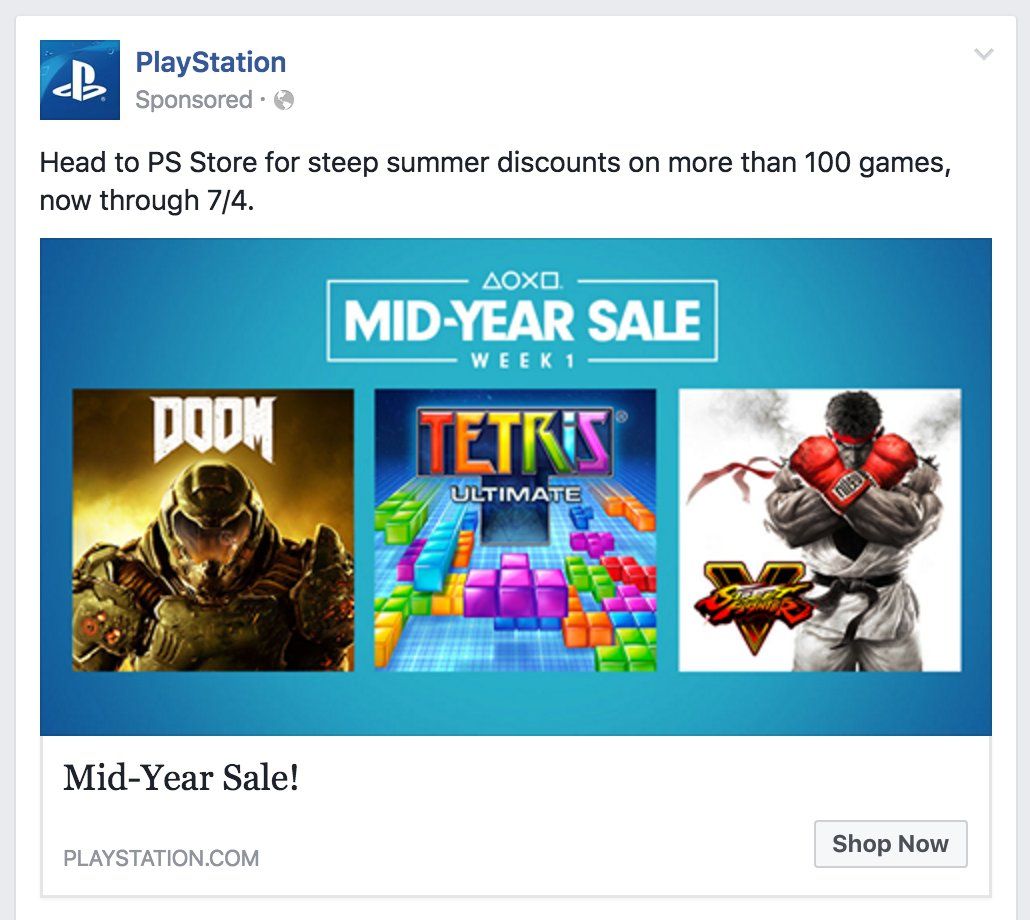 PlayStation
Sponsored ·
Head to PS Store for steep summer discounts on more than 100 games,
now through 7/4.
MID-YEAR SALE
WEEK 1
DOOM
TETRIS®
ULTIMATE
V
STREET
FIGHTER
Mid-Year Sale!
PLAYSTATION.COM
Shop Now